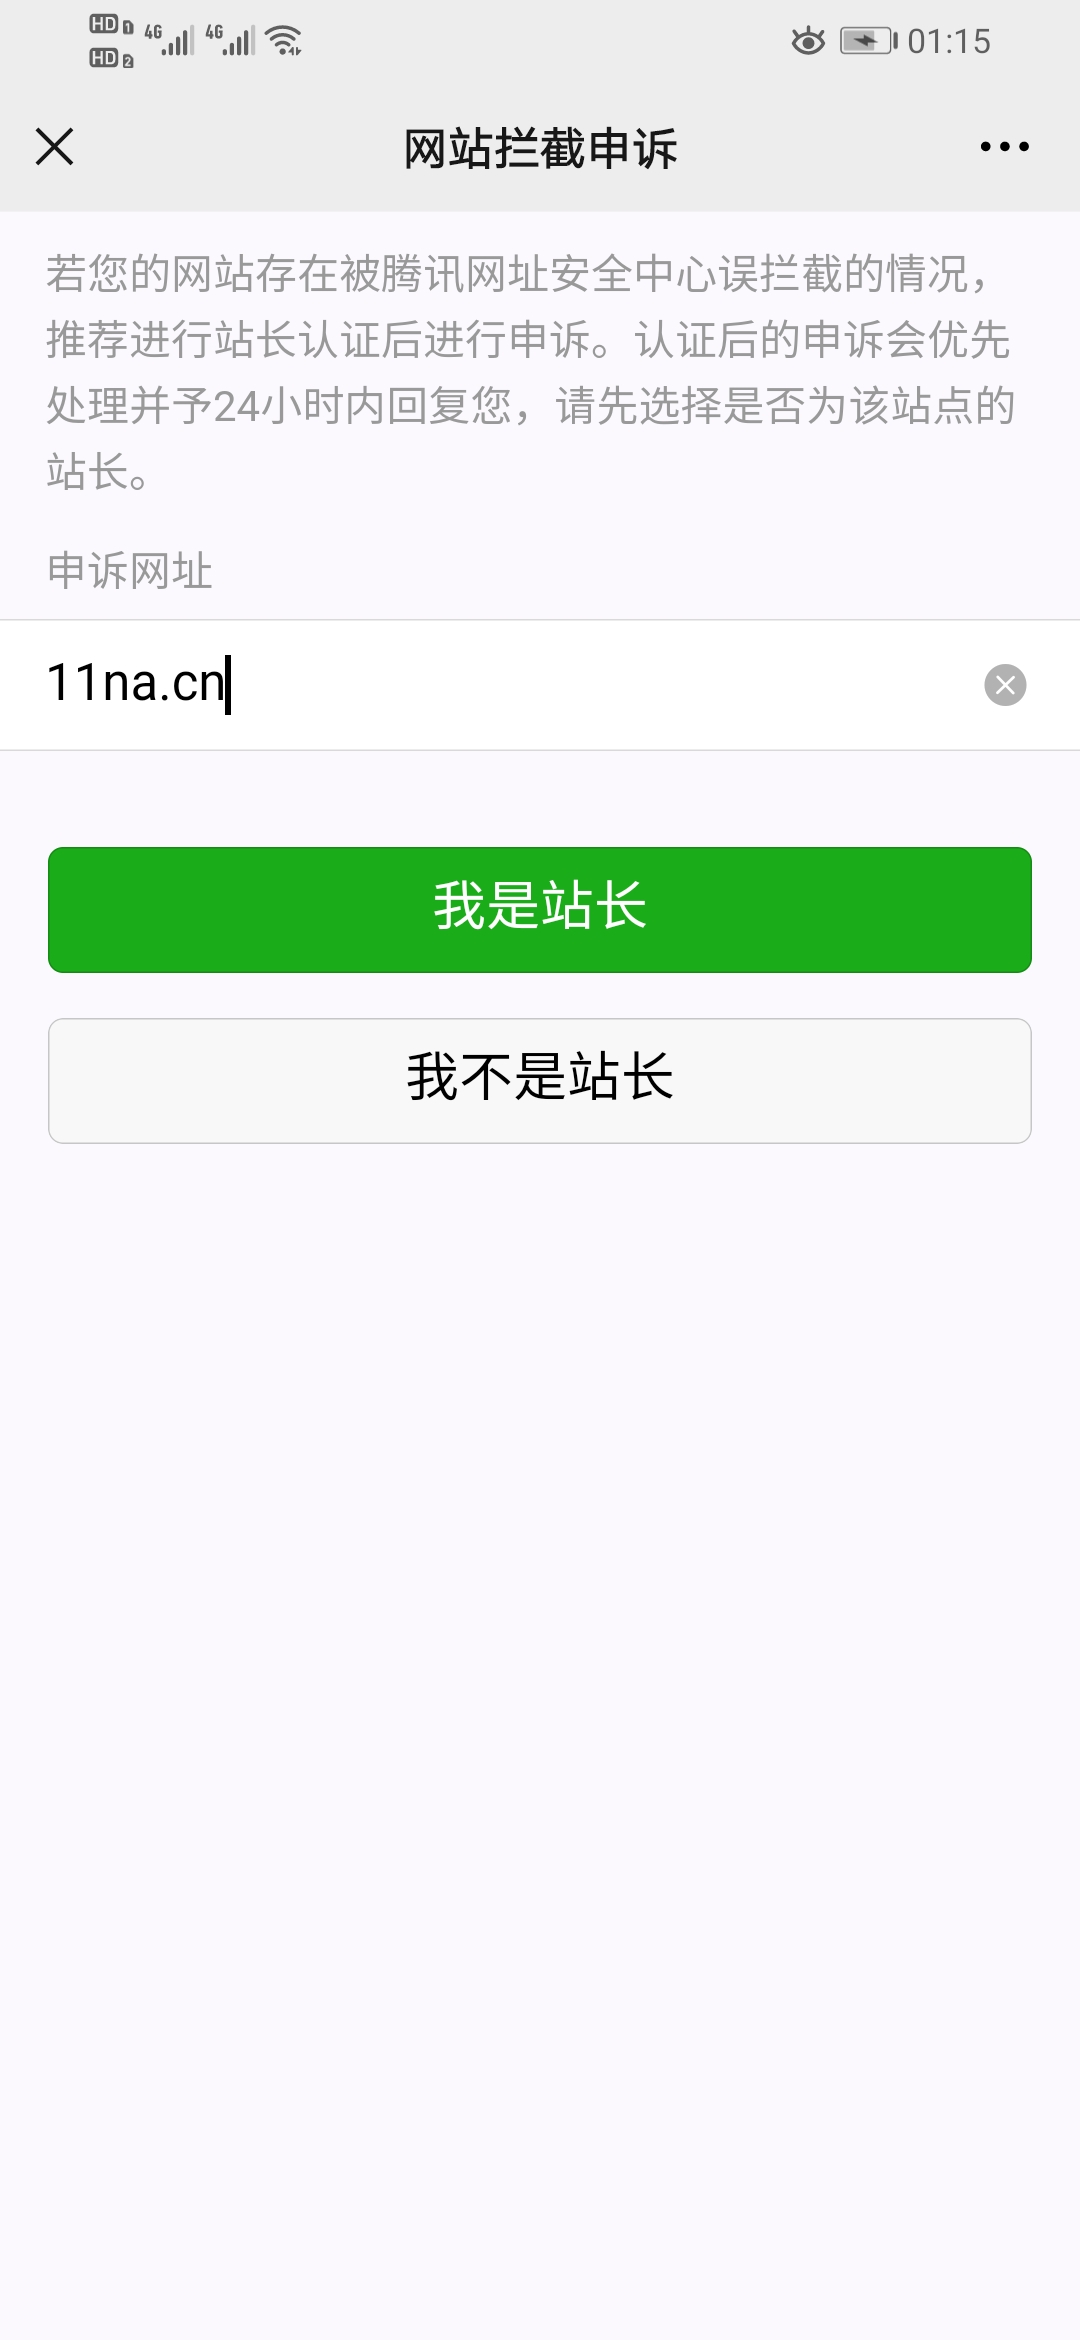 HD 1 4G 4G 01:15
HD 2
网站拦截申诉
若您的网站存在被腾讯网址安全中心误拦截的情况，
推荐进行站长认证后进行申诉。认证后的申诉会优先
处理并予24小时内回复您，请先选择是否为该站点的
站长。
申诉网址
11na.cn
我是站长
我不是站长